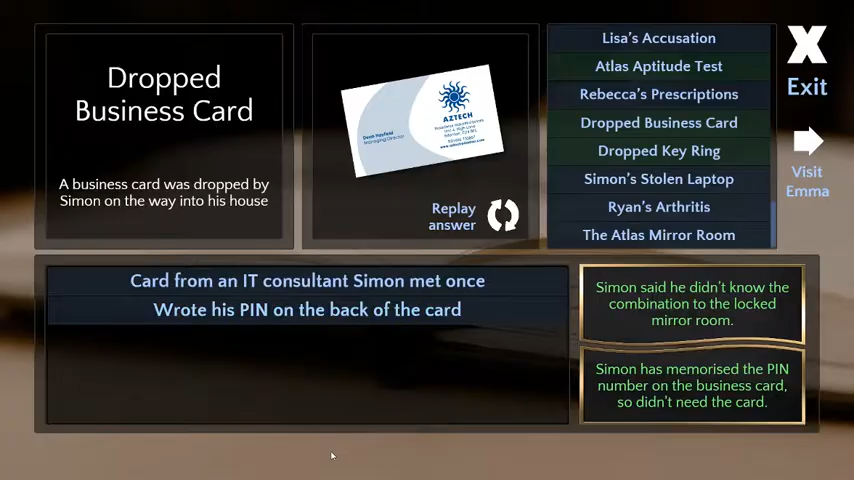 Dropped
Business Card
A business card was dropped by
Simon on the way into his house
AZTECH
Managing Director
Replay
answer
Lisa's Accusation
Atlas Aptitude Test
Rebecca's Prescriptions
Dropped Business Card
Dropped Key Ring
Simon's Stolen Laptop
Ryan's Arthritis
The Atlas Mirror Room
Exit
Visit
Emma
Card from an IT consultant Simon met once
Wrote his PIN on the back of the card
Simon said he didn't know the
combination to the locked
mirror room.
Simon has memorised the PIN
number on the business card,
so didn't need the card.